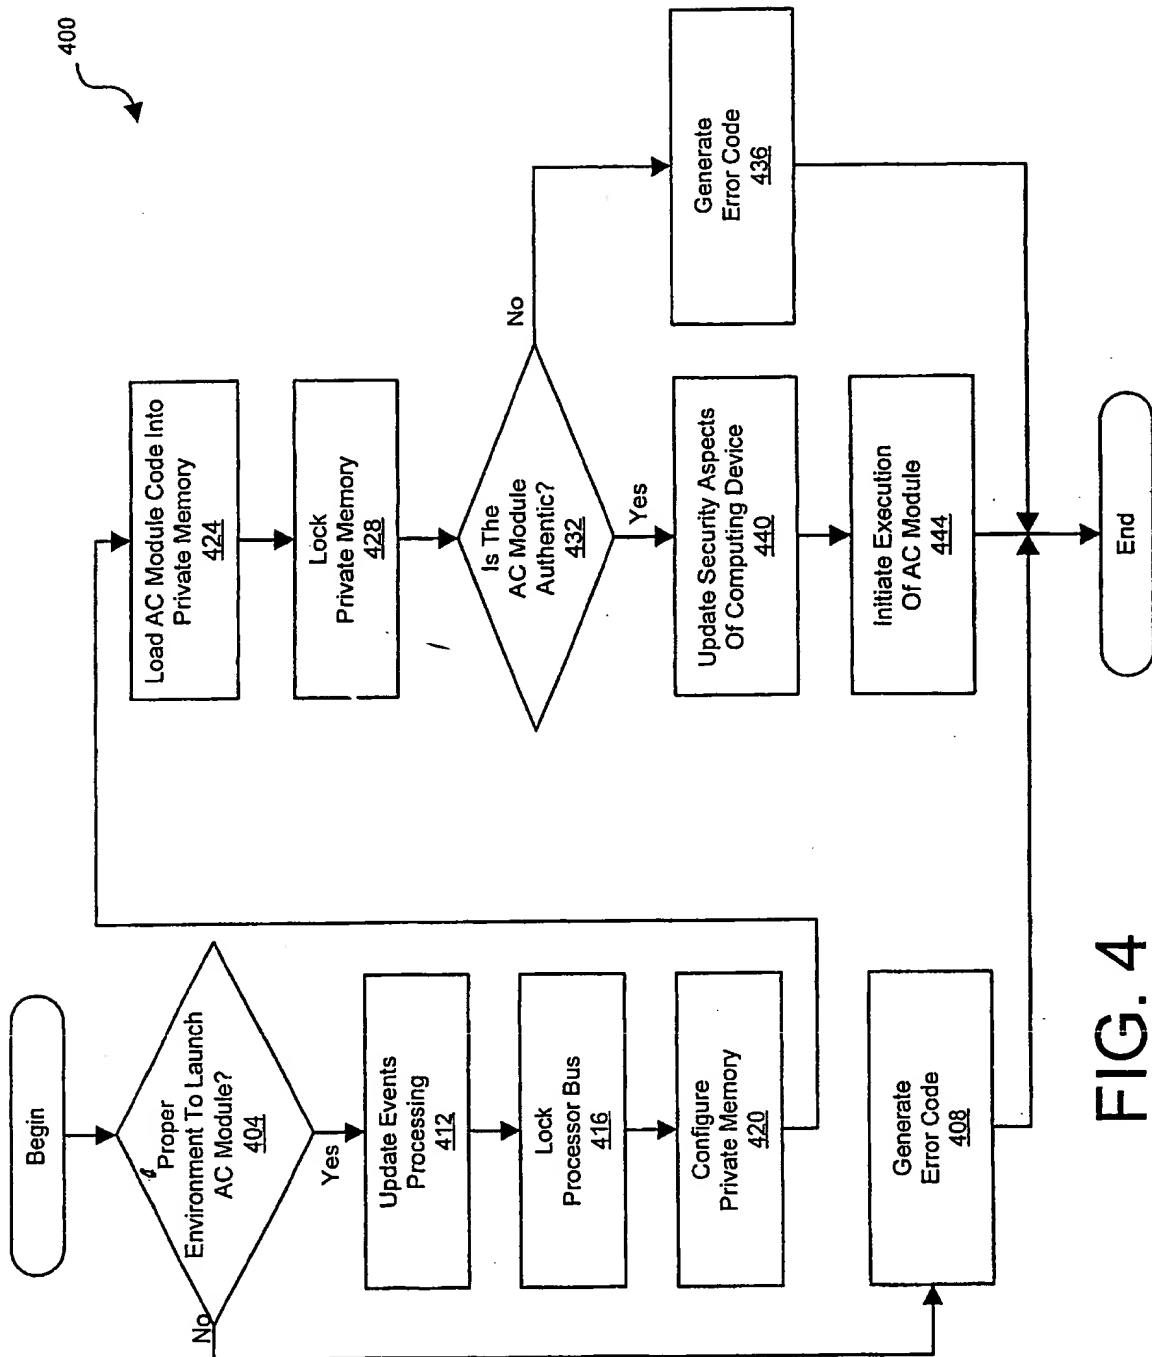 400
Begin
Proper
Environment To Launch
AC Module?
404
No
Yes
Update Events
Processing
412
Lock
Processor Bus
416
Configure
Private Memory
420
Generate
Error Code
408
Load AC Module Code Into
Private Memory
424
Lock
Private Memory
428
Is The
AC Module
Authentic?
432
No
Yes
Generate
Error Code
436
Update Security Aspects
Of Computing Device
440
Initiate Execution
Of AC Module
444
End
FIG. 4